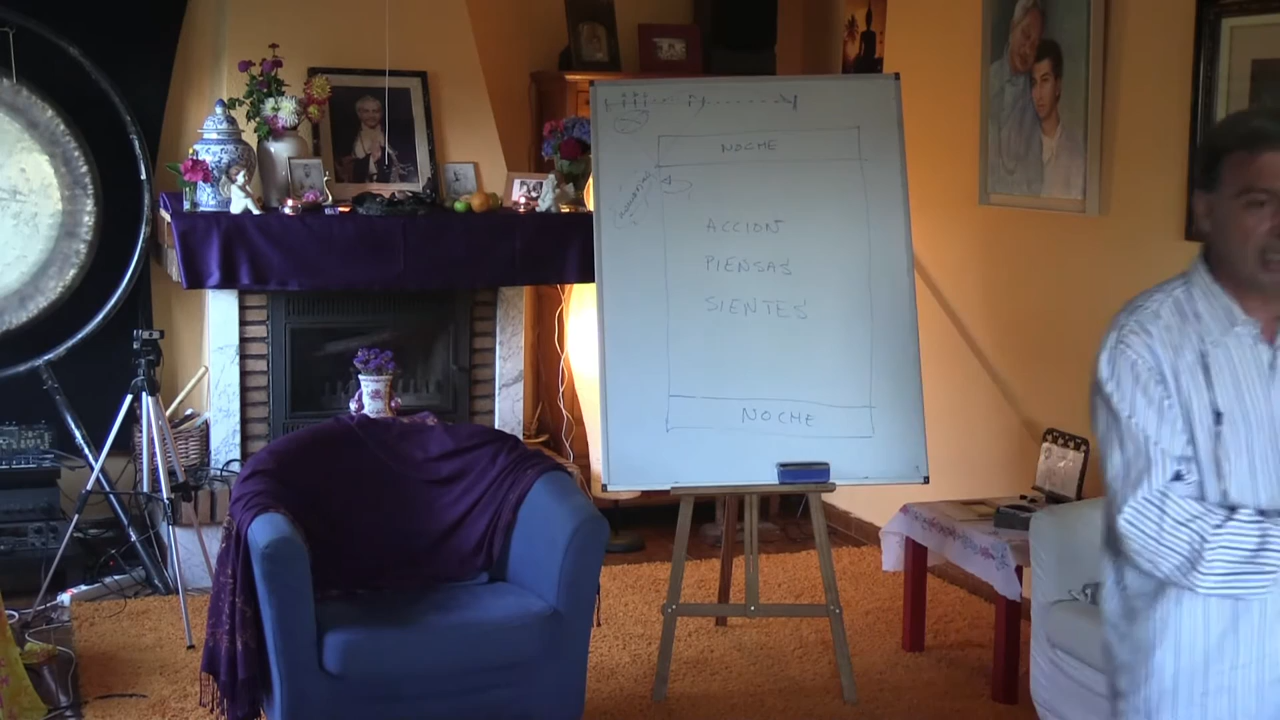 NOCHE
ACCION
PIENSAS
SIENTES
NOCHE